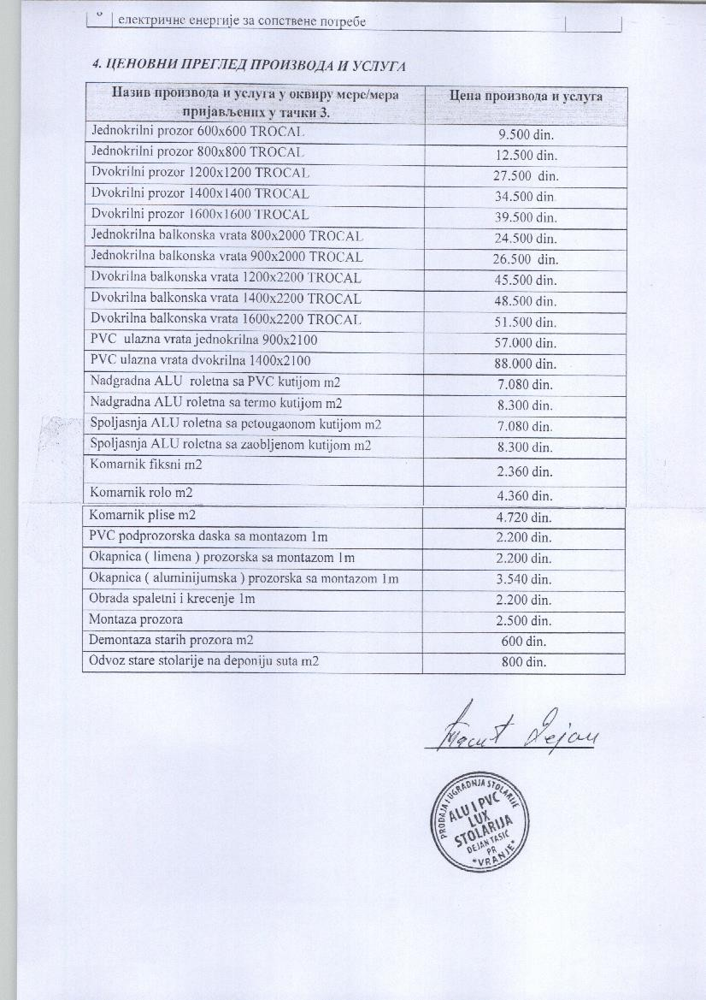 електричне енергије за сопствене потребе
4. ЦЕНОВНИ ПРЕГЛЕД ПРОИЗВОДА И УСЛУГА
Назив производа и услуга у оквиру мере/мера
пријављених у тачки 3.
Цена производа и услуга
Jednokrilni prozor 600x600 TROCAL 9.500 din.
Jednokrilni prozor 800x800 TROCAL 12.500 din.
Dvokrilni prozor 1200x1200 TROCAL 27.500 din.
Dvokrilni prozor 1400x1400 TROCAL 34.500 din
Dvokrilni prozor 1600x1600 TROCAL 39.500 din.
Jednokrilna balkonska vrata 800x2000 TROCAL 24.500 din.
Jednokrilna balkonska vrata 900x2000 TROCAL 26.500 din.
Dvokrilna balkonska vrata 1200x2200 TROCAL 45.500 din.
Dvokrilna balkonska vrata 1400x2200 TROCAL 48.500 din.
Dvokrilna balkonska vrata 1600x2200 TROCAL 51.500 din.
PVC ulazna vrata jednokrilna 900x2100 57.000 din.
PVC ulazna vrata dvokrilna 1400x2100 88.000 din.
Nadgradna ALU roletna sa PVC kutijom m2 7.080 din.
Nadgradna ALU roletna sa termo kutijom m2 8.300 din.
Spoljasnja ALU roletna sa petougaonom kutijom m2 7.080 din.
Spoljasnja ALU roletna sa zaobljenom kutijom m2 8.300 din.
Komarnik fiksni m2 2.360 din.
Komarnik rolo m2 4.360 din.
Komarnik plise m2 4.720 din.
PVC podprozorska daska sa montazom 1m 2.200 din.
Okapnica ( limena ) prozorska sa montazom 1m 2.200 din.
Okapnica ( aluminijumska ) prozorska sa montazom 1m 3.540 din.
Obrada spaletni i krecenje 1m 2.200 din.
Montaza prozora 2.500 din.
Demontaza starih prozora m2 600 din.
Odvoz stare stolarije na deponiju suta m2 800 din.
Тасић Дејан
PRODAJA I UGRADNJA STOLARIJE
ALU I PVC
LUX
STOLARIJA
DEJAN TASIĆ
PR
*VRANJE*